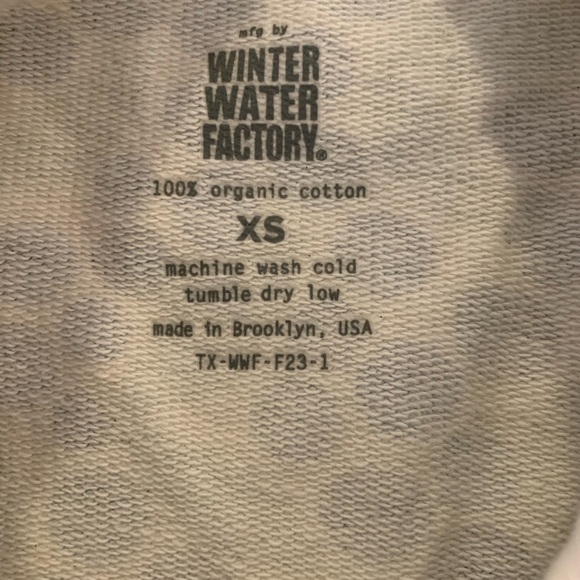 mfg by
WINTER
WATER
FACTORY®
100% organic cotton
XS
machine wash cold
tumble dry low
made in Brooklyn, USA
TX-WWF-F23-1